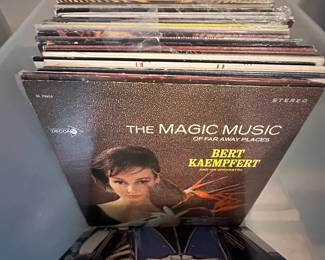 STEREO
DECCA
THE MAGIC MUSIC
OF FAR AWAY PLACES
BERT
KAEMPFERT
AND HIS ORCHESTRA